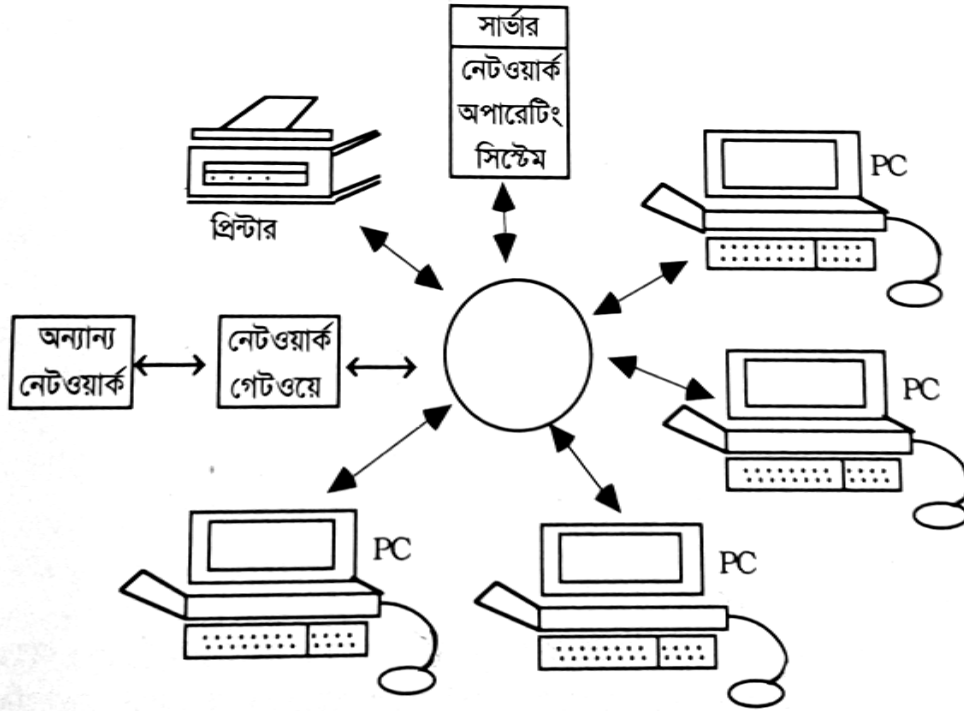 সার্ভার
নেটওয়ার্ক
অপারেটিং
সিস্টেম
প্রিন্টার
PC
অন্যান্য
নেটওয়ার্ক
নেটওয়ার্ক
গেটওয়ে
PC
PC
PC